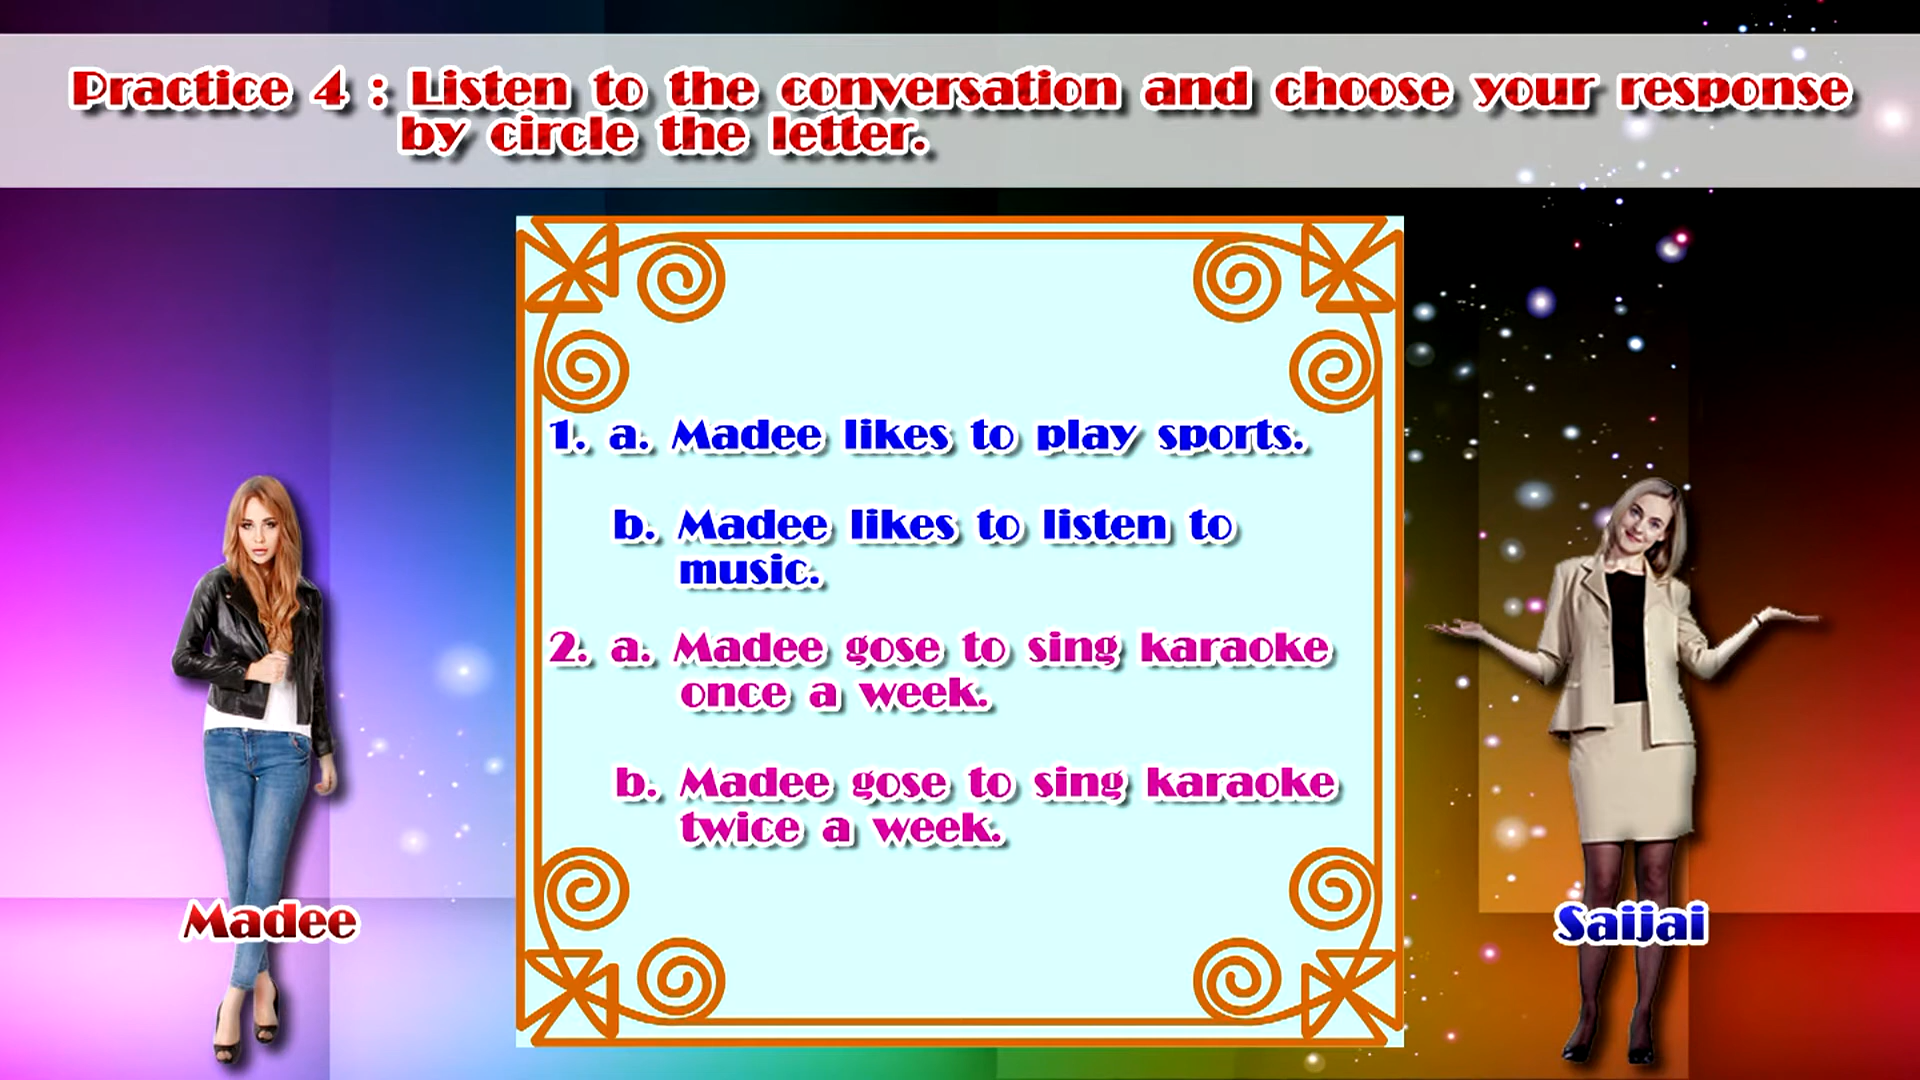 Practice 4 : Listen to the conversation and choose your response
by circle the letter.
1. a. Madee likes to play sports.
b. Madee likes to listen to
music.
2. a. Madee gose to sing karaoke
once a week.
b. Madee gose to sing karaoke
twice a week.
Madee
Saijai